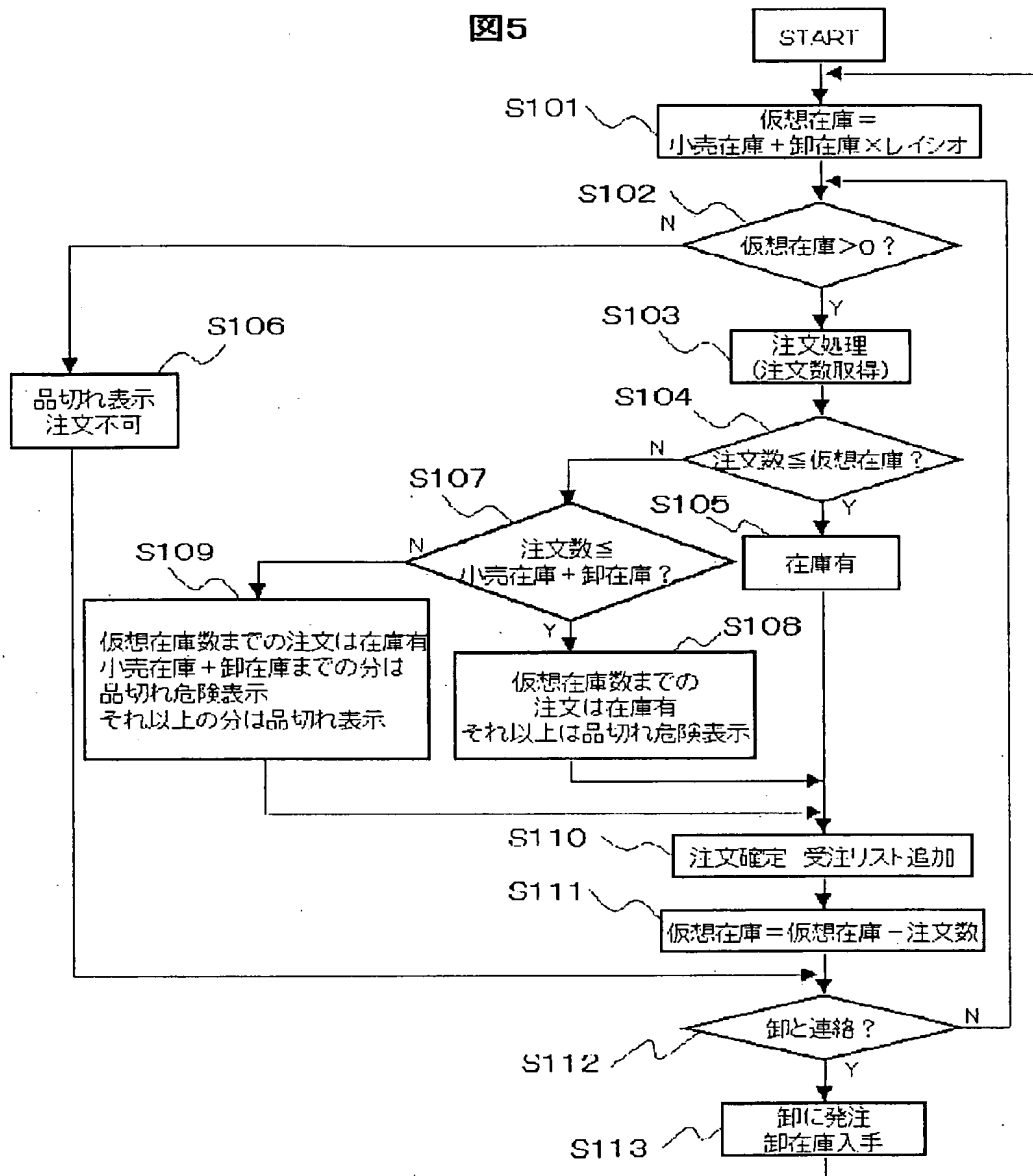 図5
START
S101
仮想在庫＝
小売在庫＋卸在庫×レイシオ
S102
N
仮想在庫>0？
Y
S103
注文処理
(注文数取得)
S106
品切れ表示
注文不可
S104
N
注文数≦仮想在庫？
Y
S107
S105
N
注文数≦
小売在庫＋卸在庫？
在庫有
S109
Y
S108
仮想在庫数までの注文は在庫有
小売在庫＋卸在庫までの分は
品切れ危険表示
それ以上の分は品切れ表示
仮想在庫数までの
注文は在庫有
それ以上は品切れ危険表示
S110
注文確定 受注リスト追加
S111
仮想在庫＝仮想在庫－注文数
卸と連絡？
N
S112
Y
卸に発注
卸在庫入手
S113